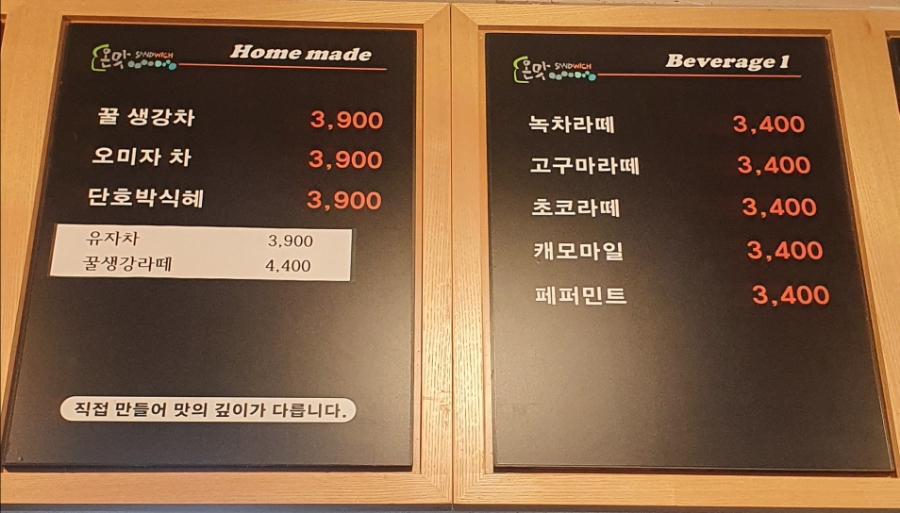 온맛 SANDWICH
Home made
꿀 생강차 3,900
오미자 차 3,900
단호박식혜 3,900
유자차 3,900
꿀생강라떼 4,400
직접 만들어 맛의 깊이가 다릅니다.
온맛 SANDWICH
Beverage 1
녹차라떼 3,400
고구마라떼 3,400
초코라떼 3,400
캐모마일 3,400
페퍼민트 3,400